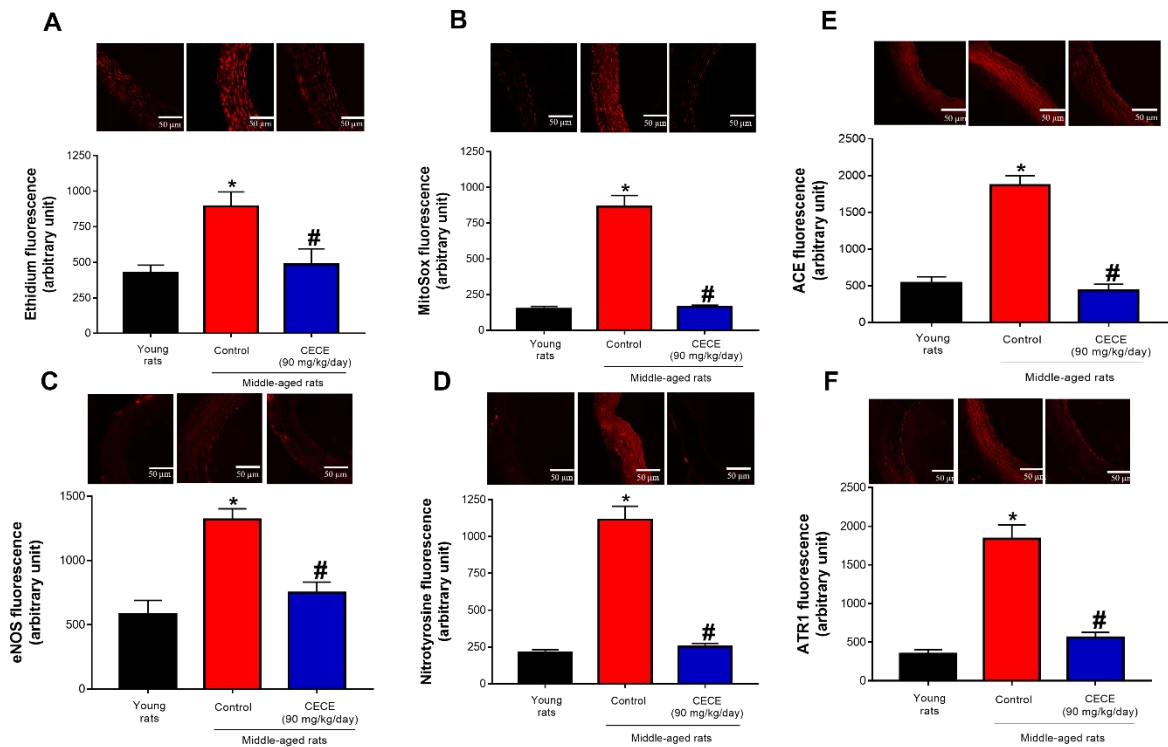 A
50 µm
50 µm
50 µm
Ethidium fluorescence
(arbitrary unit)
1250
1000
750
500
250
0
*
#
Young
rats
Control
CECE
(90 mg/kg/day)
Middle-aged rats
B
50 µm
50 µm
50 µm
MitoSox fluorescence
(arbitrary unit)
1250
1000
750
500
250
0
*
#
Young
rats
Control
CECE
(90 mg/kg/day)
Middle-aged rats
E
50 µm
50 µm
50 µm
ACE fluorescence
(arbitrary unit)
2500
2000
1500
1000
500
0
*
#
Young
rats
Control
CECE
(90 mg/kg/day)
Middle-aged rats
C
50 µm
50 µm
50 µm
eNOS fluorescence
(arbitrary unit)
1500
1000
500
0
*
#
Young
rats
Control
CECE
(90 mg/kg/day)
Middle-aged rats
D
50 µm
50 µm
50 µm
Nitrotyrosine fluorescence
(arbitrary unit)
1250
1000
750
500
250
0
*
#
Young
rats
Control
CECE
(90 mg/kg/day)
Middle-aged rats
F
50 µm
50 µm
50 µm
ATR1 fluorescence
(arbitrary unit)
2500
2000
1500
1000
500
0
*
#
Young
rats
Control
CECE
(90 mg/kg/day)
Middle-aged rats